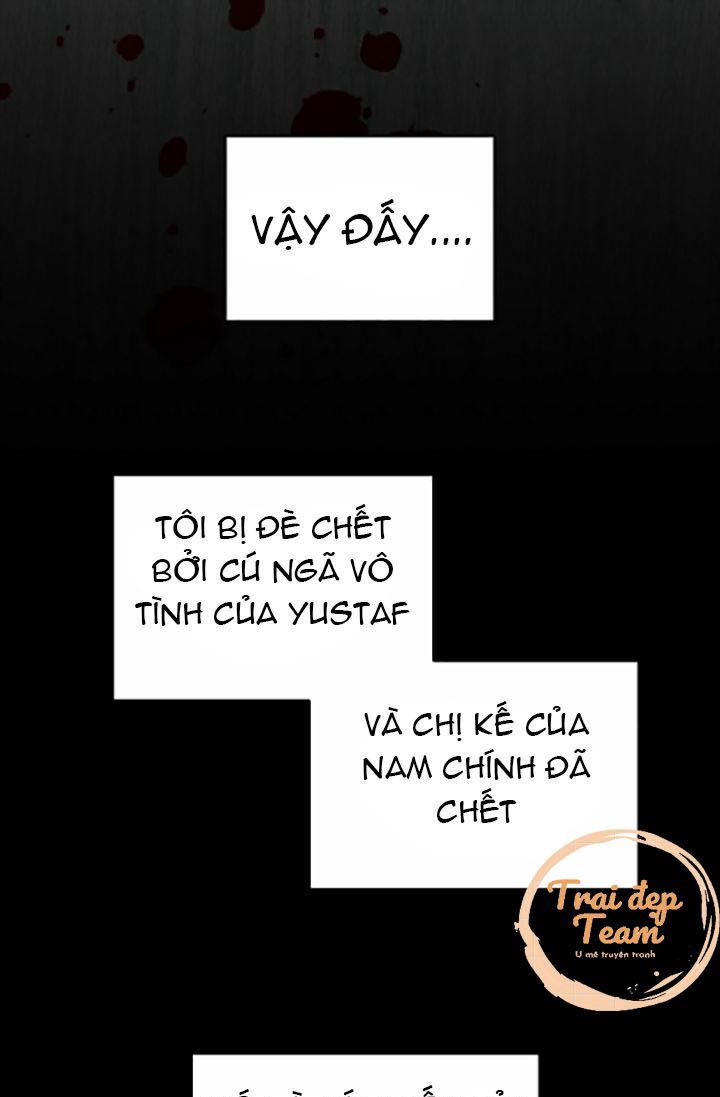 VẬY ĐẤY....
TÔI BỊ ĐÈ CHẾT
BỞI CÚ NGÃ VÔ
TÌNH CỦA YUSTAF
VÀ CHỊ KẾ CỦA
NAM CHÍNH ĐÃ
CHẾT
Trai đẹp
Team
U mê truyện tranh